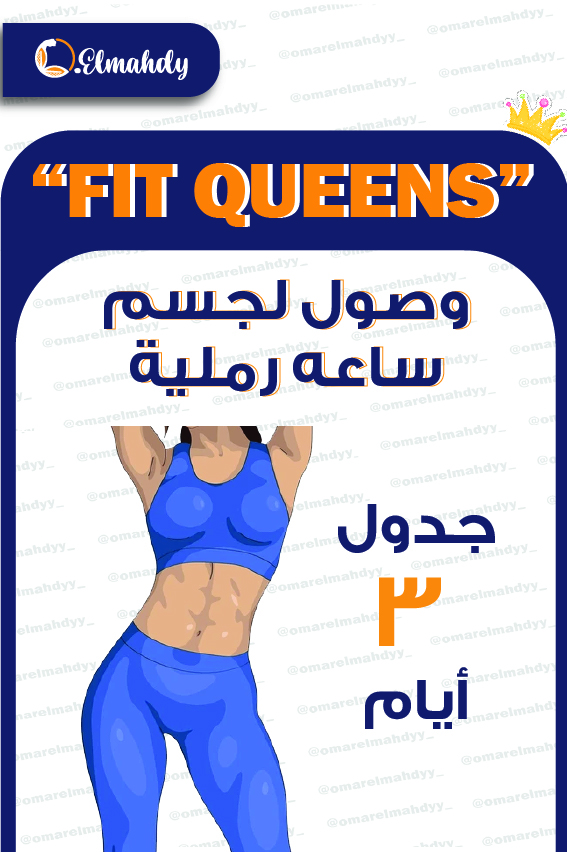 O.Elmahdy
“FIT QUEENS”
وصول لجسم
ساعه رملية
جدول
٣
أيام
@omarelmahdyy_